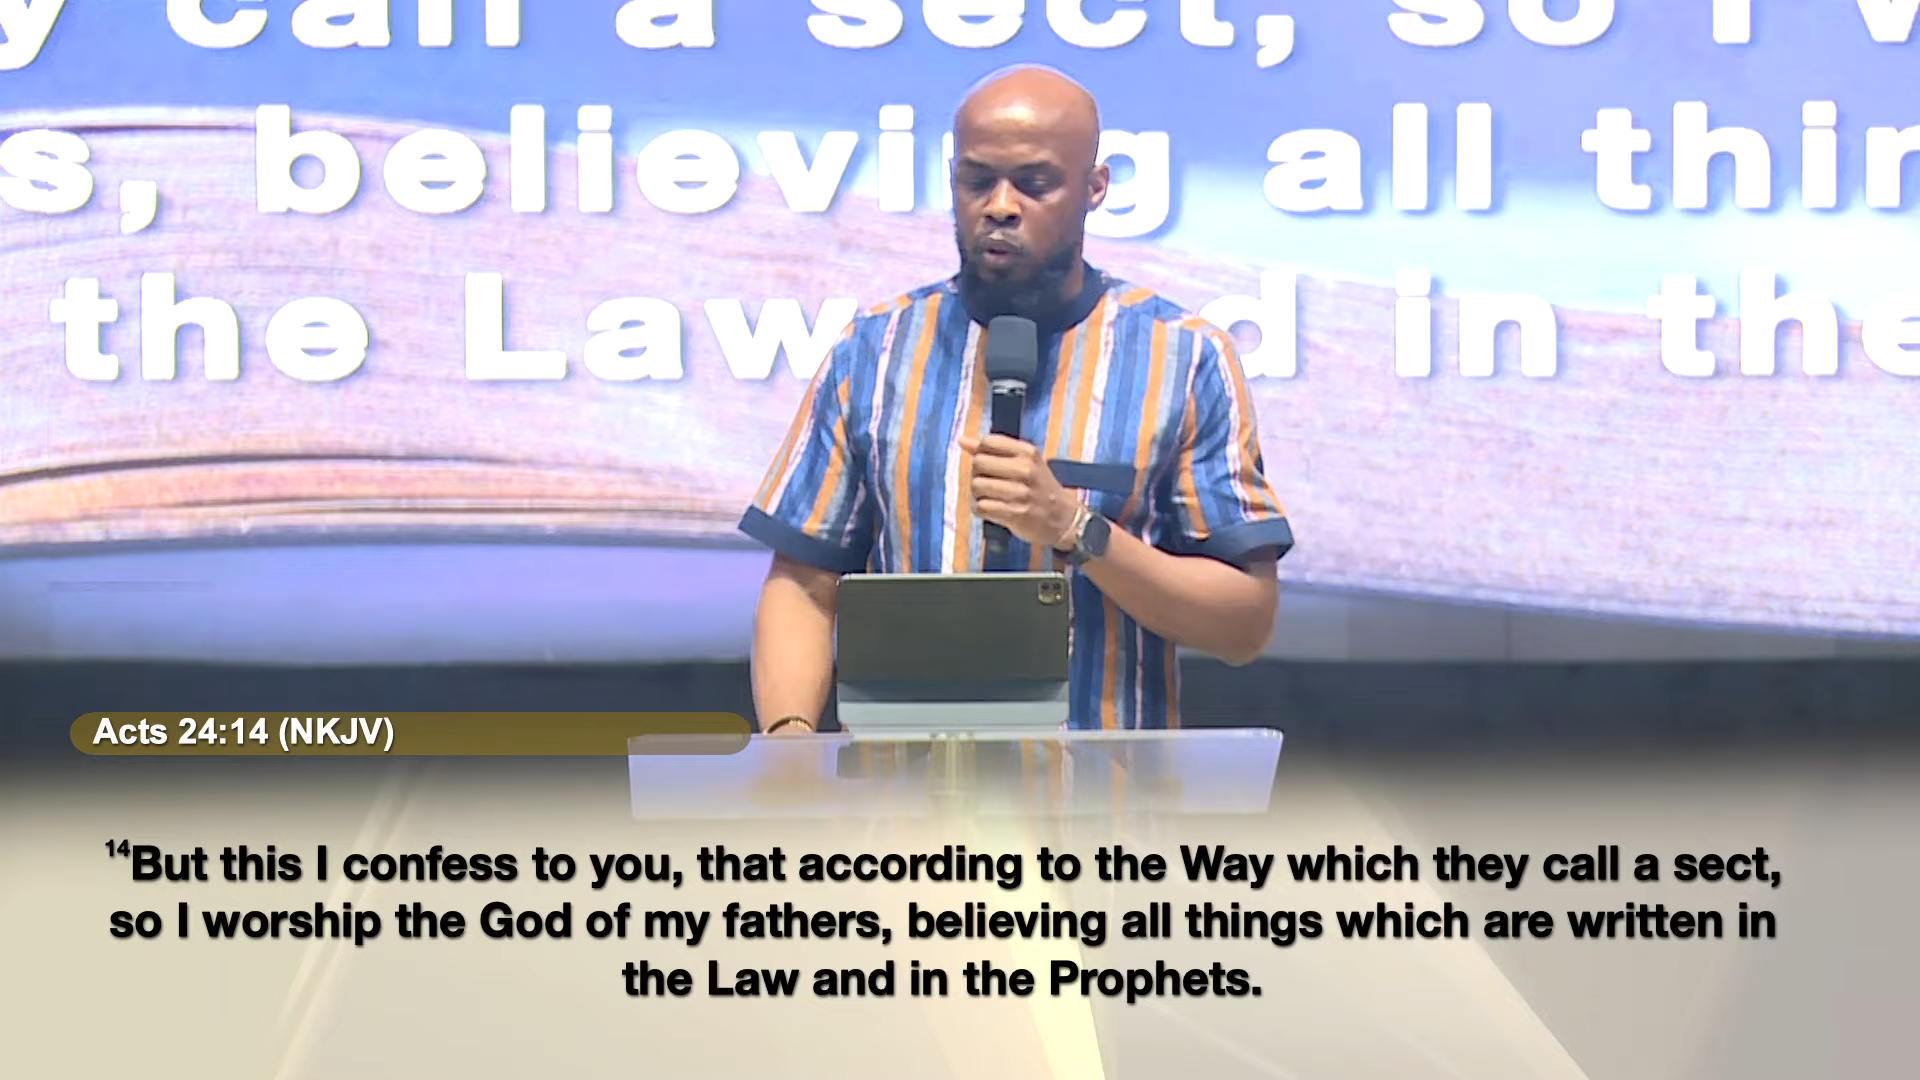 y call a sect, so I w
s, believing all thin
the Law and in the
Acts 24:14 (NKJV)
14But this I confess to you, that according to the Way which they call a sect,
so I worship the God of my fathers, believing all things which are written in
the Law and in the Prophets.